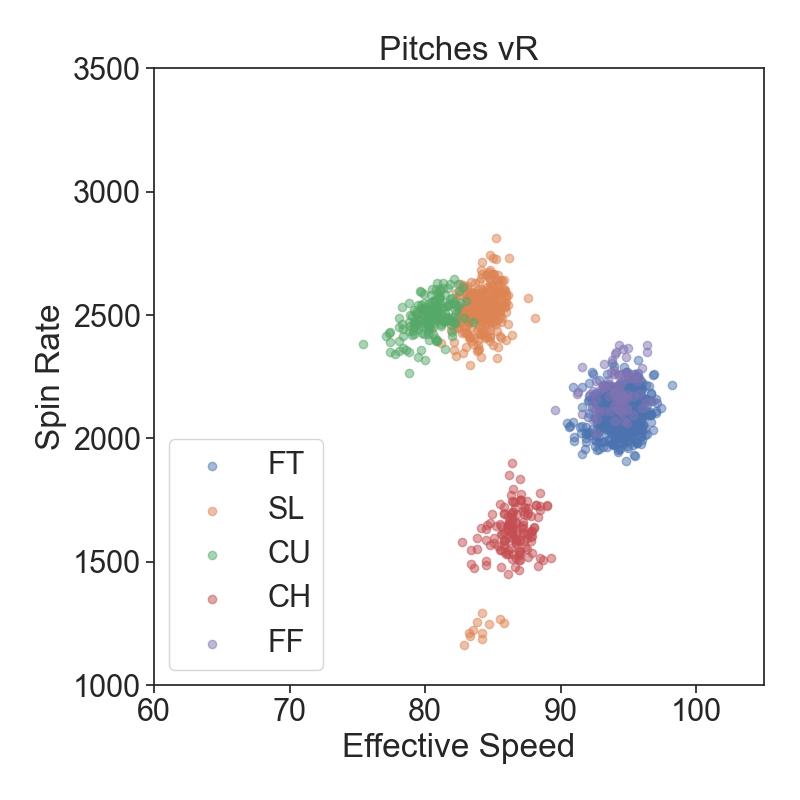 Pitches vR
3500
3000
2500
2000
1500
1000
Spin Rate
FT
SL
CU
CH
FF
60 70 80 90 100
Effective Speed